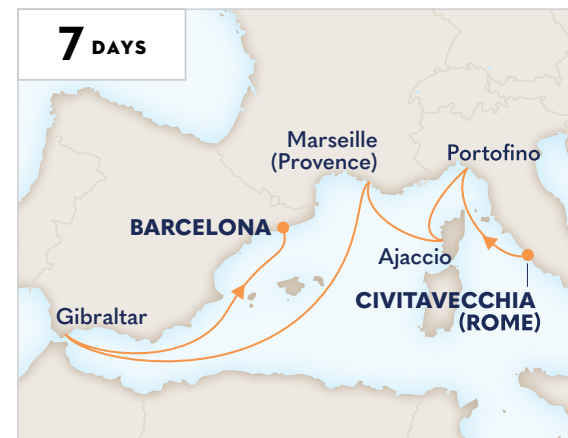 7 DAYS
Marseille
(Provence)
Portofino
BARCELONA
Ajaccio
CIVITAVECCHIA
(ROME)
Gibraltar